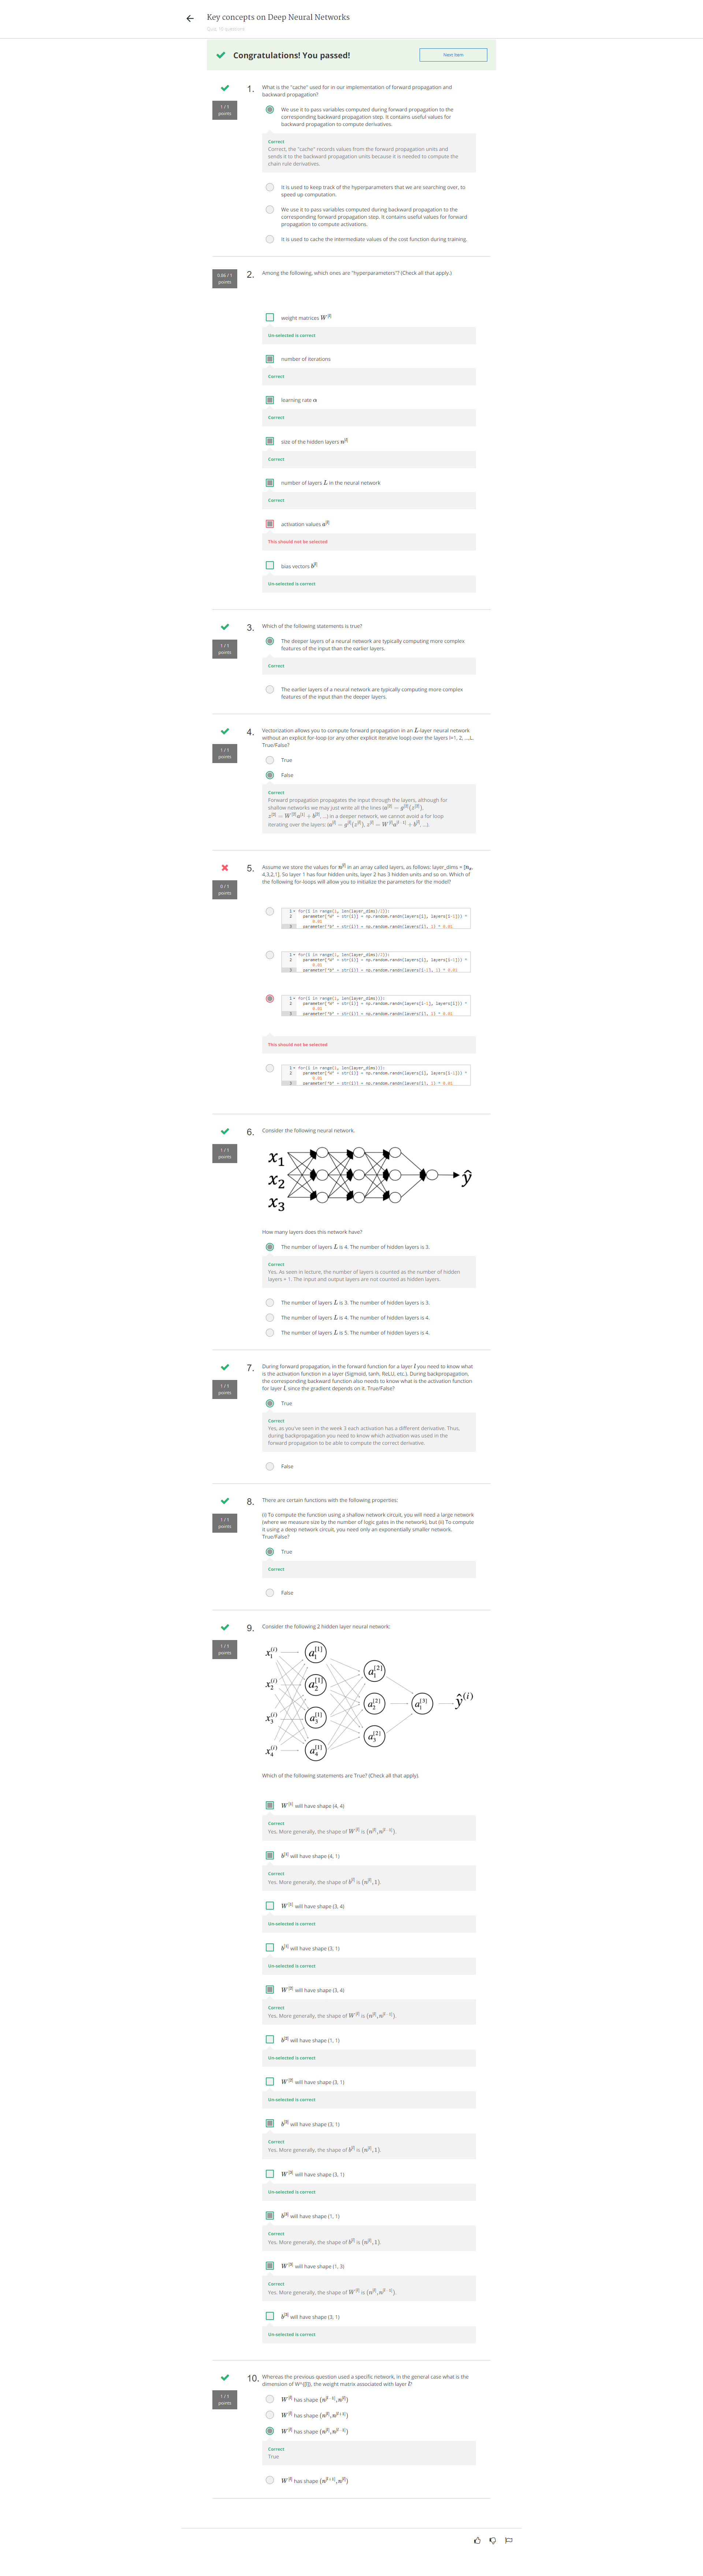 Key concepts on Deep Neural Networks
Quiz, 10 questions
Congratulations! You passed!
Next Item
1.
1 / 1
points
What is the "cache" used for in our implementation of forward propagation and
backward propagation?
We use it to pass variables computed during forward propagation to the
corresponding backward propagation step. It contains useful values for
backward propagation to compute derivatives.
Correct
Correct, the "cache" records values from the forward propagation units and
sends it to the backward propagation units because it is needed to compute the
chain rule derivatives.
It is used to keep track of the hyperparameters that we are searching over, to
speed up computation.
We use it to pass variables computed during backward propagation to the
corresponding forward propagation step. It contains useful values for forward
propagation to compute activations.
It is used to cache the intermediate values of the cost function during training.
0.86 / 1
points
2.
Among the following, which ones are "hyperparameters"? (Check all that apply.)
weight matrices W^[l]
Un-selected is correct
number of iterations
Correct
learning rate α
Correct
size of the hidden layers n^[l]
Correct
number of layers L in the neural network
Correct
activation values a^[l]
This should not be selected
bias vectors b^[l]
Un-selected is correct
3.
1 / 1
points
Which of the following statements is true?
The deeper layers of a neural network are typically computing more complex
features of the input than the earlier layers.
Correct
The earlier layers of a neural network are typically computing more complex
features of the input than the deeper layers.
4.
1 / 1
points
Vectorization allows you to compute forward propagation in an L-layer neural network
without an explicit for-loop (or any other explicit iterative loop) over the layers l=1, 2, ...,L.
True/False?
True
False
Correct
Forward propagation propagates the input through the layers, although for
shallow networks we may just write all the lines (a^[2] = g^[2](z^[2]),
z^[2] = W^[2]a^[1] + b^[2], ...) in a deeper network, we cannot avoid a for loop
iterating over the layers: (a^[l] = g^[l](z^[l]), z^[l] = W^[l]a^[l−1] + b^[l], ...).
5.
0 / 1
points
Assume we store the values for n^[l] in an array called layers, as follows: layer_dims = [n_x,
4,3,2,1]. So layer 1 has four hidden units, layer 2 has 3 hidden units and so on. Which of
the following for-loops will allow you to initialize the parameters for the model?
1 for(i in range(1, len(layer_dims)/2)):
2 parameter['W' + str(i)] = np.random.randn(layers[i], layers[i-1])) *
0.01
3 parameter['b' + str(i)] = np.random.randn(layers[i], 1) * 0.01
1 for(i in range(1, len(layer_dims)/2)):
2 parameter['W' + str(i)] = np.random.randn(layers[i], layers[i-1])) *
0.01
3 parameter['b' + str(i)] = np.random.randn(layers[i-1], 1) * 0.01
1 for(i in range(1, len(layer_dims))):
2 parameter['W' + str(i)] = np.random.randn(layers[i-1], layers[i])) *
0.01
3 parameter['b' + str(i)] = np.random.randn(layers[i], 1) * 0.01
This should not be selected
1 for(i in range(1, len(layer_dims))):
2 parameter['W' + str(i)] = np.random.randn(layers[i], layers[i-1])) *
0.01
3 parameter['b' + str(i)] = np.random.randn(layers[i], 1) * 0.01
6.
1 / 1
points
Consider the following neural network.
x1
x2
x3
ŷ
How many layers does this network have?
The number of layers L is 4. The number of hidden layers is 3.
Correct
Yes. As seen in lecture, the number of layers is counted as the number of hidden
layers + 1. The input and output layers are not counted as hidden layers.
The number of layers L is 3. The number of hidden layers is 3.
The number of layers L is 4. The number of hidden layers is 4.
The number of layers L is 5. The number of hidden layers is 4.
7.
1 / 1
points
During forward propagation, in the forward function for a layer l you need to know what
is the activation function in a layer (Sigmoid, tanh, ReLU, etc.). During backpropagation,
the corresponding backward function also needs to know what is the activation function
for layer l, since the gradient depends on it. True/False?
True
Correct
Yes, as you've seen in the week 3 each activation has a different derivative. Thus,
during backpropagation you need to know which activation was used in the
forward propagation to be able to compute the correct derivative.
False
8.
1 / 1
points
There are certain functions with the following properties:
(i) To compute the function using a shallow network circuit, you will need a large network
(where we measure size by the number of logic gates in the network), but (ii) To compute
it using a deep network circuit, you need only an exponentially smaller network.
True/False?
True
Correct
False
9.
1 / 1
points
Consider the following 2 hidden layer neural network:
x1^(i) a1^[1]
x2^(i) a2^[1] a1^[2]
x3^(i) a3^[1] a2^[2] a1^[3] ŷ^(i)
x4^(i) a4^[1] a3^[2]
Which of the following statements are True? (Check all that apply).
W^[1] will have shape (4, 4)
Correct
Yes. More generally, the shape of W^[l] is (n^[l], n^[l−1]).
b^[1] will have shape (4, 1)
Correct
Yes. More generally, the shape of b^[l] is (n^[l], 1).
W^[1] will have shape (3, 4)
Un-selected is correct
b^[1] will have shape (3, 1)
Un-selected is correct
W^[2] will have shape (3, 4)
Correct
Yes. More generally, the shape of W^[l] is (n^[l], n^[l−1]).
b^[2] will have shape (1, 1)
Un-selected is correct
W^[2] will have shape (3, 1)
Un-selected is correct
b^[2] will have shape (3, 1)
Correct
Yes. More generally, the shape of b^[l] is (n^[l], 1).
W^[3] will have shape (3, 1)
Un-selected is correct
b^[3] will have shape (1, 1)
Correct
Yes. More generally, the shape of b^[l] is (n^[l], 1).
W^[3] will have shape (1, 3)
Correct
Yes. More generally, the shape of W^[l] is (n^[l], n^[l−1]).
b^[3] will have shape (3, 1)
Un-selected is correct
10.
1 / 1
points
Whereas the previous question used a specific network, in the general case what is the
dimension of W^{[l]}, the weight matrix associated with layer l?
W^[l] has shape (n^[l−1], n^[l])
W^[l] has shape (n^[l], n^[l+1])
W^[l] has shape (n^[l], n^[l−1])
Correct
True
W^[l] has shape (n^[l+1], n^[l])